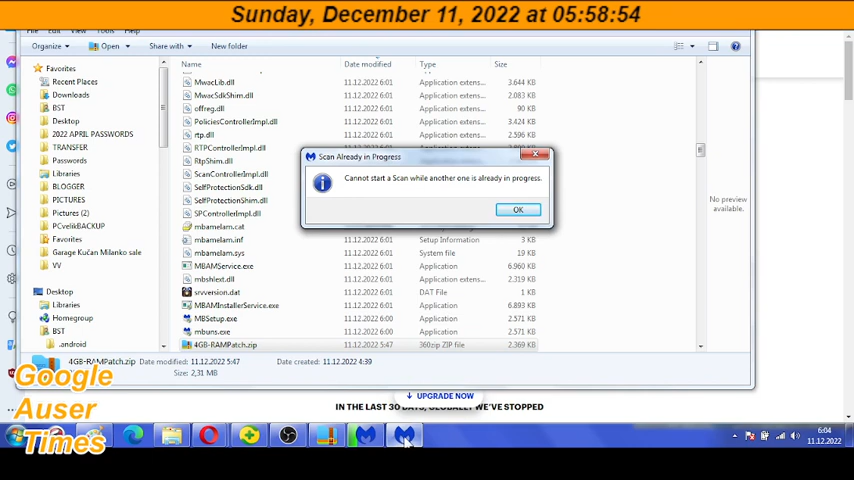 Sunday, December 11, 2022 at 05:58:54
File Edit View Tools Help
Organize Open Share with New folder
Name Date modified Type Size
Favorites
Recent Places
Downloads
BST
Desktop
2022 APRIL PASSWORDS
TRANSFER
Passwords
Libraries
BLOGGER
PICTURES
Pictures (2)
PCvelikBACKUP
Favorites
Garage Kučan Milanko sale
VV
Desktop
Libraries
Homegroup
BST
.android
MwacLib.dll 11.12.2022 6:01 Application extens... 3.644 KB
MwacSdkShim.dll 11.12.2022 6:01 Application extens... 2.083 KB
offreg.dll 11.12.2022 6:01 Application extens... 90 KB
PoliciesControllerImpl.dll 11.12.2022 6:01 Application extens... 3.424 KB
rtp.dll 11.12.2022 6:01 Application extens... 2.596 KB
RTPControllerImpl.dll
RtpShim.dll
ScanControllerImpl.dll
SelfProtectionSdk.dll
SelfProtectionShim.dll
SPControllerImpl.dll
mbamelam.cat
mbamelam.inf 11.12.2022 6:01 Setup Information 3 KB
mbamelam.sys 11.12.2022 6:01 System file 19 KB
MBAMService.exe 11.12.2022 6:01 Application 6.960 KB
mbshlext.dll 11.12.2022 6:01 Application extens... 2.319 KB
srvversion.dat 11.12.2022 6:01 DAT File 1 KB
MBAMInstallerService.exe 11.12.2022 6:01 Application 6.893 KB
MBSetup.exe 11.12.2022 6:00 Application 2.571 KB
mbuns.exe 11.12.2022 6:00 Application 2.571 KB
4GB-RAMPatch.zip 11.12.2022 5:47 360zip ZIP file 2.369 KB
Scan Already in Progress
Cannot start a Scan while another one is already in progress.
OK
No preview
available.
4GB-RAMPatch.zip Date modified: 11.12.2022 5:47 Date created: 11.12.2022 4:39
Size: 2,31 MB
UPGRADE NOW
IN THE LAST 30 DAYS, GLOBALLY WE'VE STOPPED
Google
Auser
Times
6:04
11.12.2022